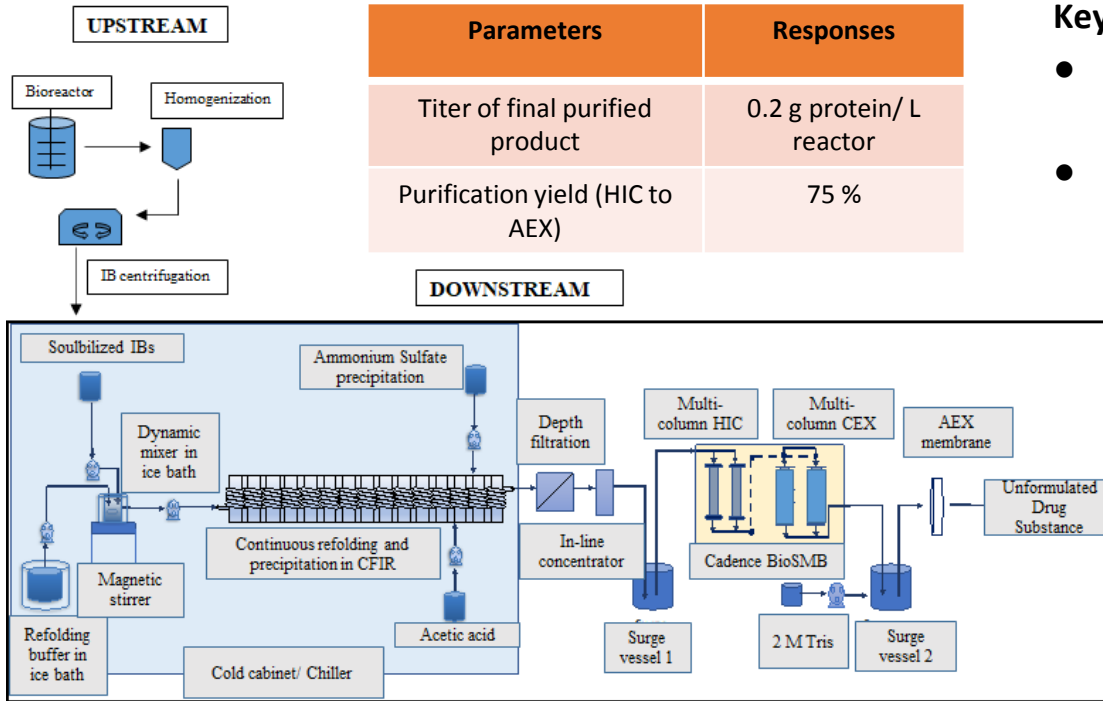 UPSTREAM
Bioreactor
Homogenization
IB centrifugation
Parameters
Responses
Titer of final purified
product
0.2 g protein/ L
reactor
Purification yield (HIC to
AEX)
75 %
Key
DOWNSTREAM
Soulbilized IBs
Dynamic
mixer in
ice bath
Magnetic
stirrer
Refolding
buffer in
ice bath
Ammonium Sulfate
precipitation
Continuous refolding and
precipitation in CFIR
Acetic acid
Cold cabinet/ Chiller
Depth
filtration
In-line
concentrator
Surge
vessel 1
Multi-
column HIC
Multi-
column CEX
Cadence BioSMB
2 M Tris
Surge
vessel 2
AEX
membrane
Unformulated
Drug
Substance